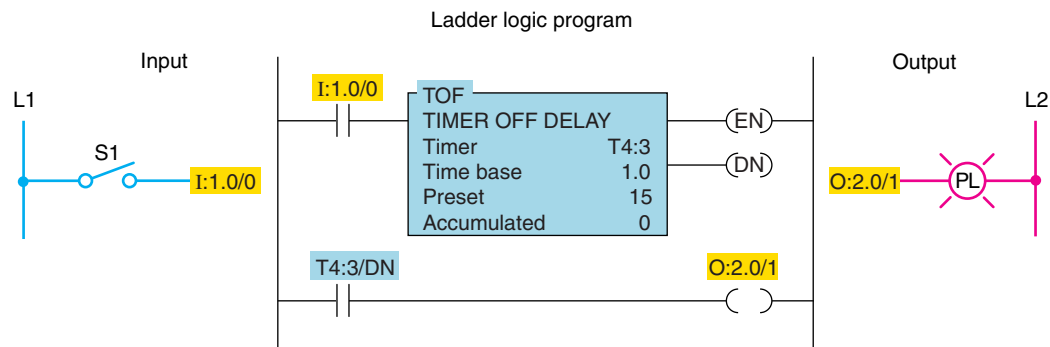 Ladder logic program
Input
Output
L1
S1
I:1.0/0
I:1.0/0
TOF
TIMER OFF DELAY
Timer T4:3
Time base 1.0
Preset 15
Accumulated 0
EN
DN
T4:3/DN
O:2.0/1
L2
O:2.0/1
PL